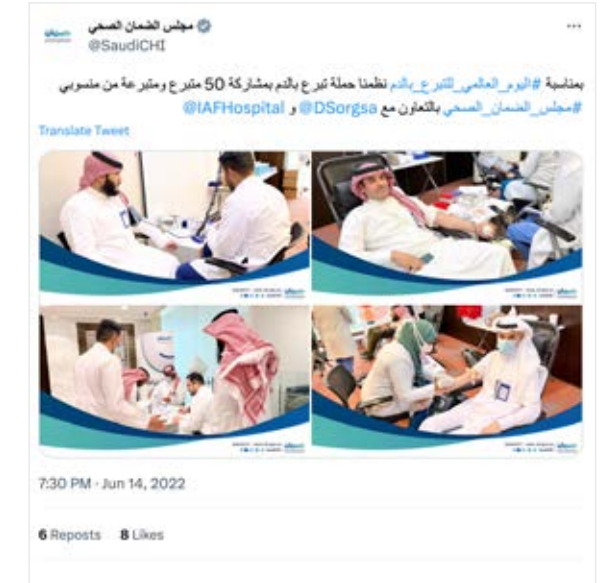 مجلس الضمان الصحي
@SaudiCHI
بمناسبة #اليوم_العالمي_للتبرع_بالدم نظمنا حملة تبرع بالدم بمشاركة 50 متبرع ومتبرعة من منسوبي
#مجلس_الضمان_الصحي بالتعاون مع @DSorgsa و @IAFHospital
Translate Tweet
7:30 PM · Jun 14, 2022
6 Reposts 8 Likes